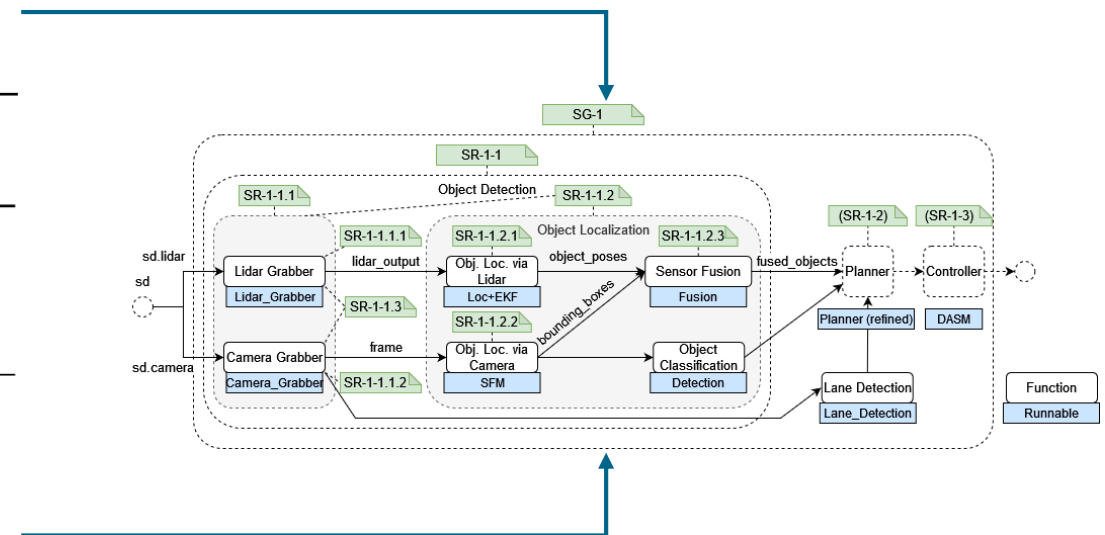 SG-1
SR-1-1
SR-1-1.1
Object Detection
SR-1-1.2
(SR-1-2)
(SR-1-3)
SR-1-1.1.1
SR-1-1.2.1
Object Localization
SR-1-1.2.3
sd.lidar
Lidar Grabber
lidar_output
Obj. Loc. via
Lidar
object_poses
Sensor Fusion
fused_objects
Planner
Controller
sd
Lidar_Grabber
Loc+EKF
Fusion
SR-1-1.3
bounding_boxes
SR-1-1.2.2
Planner (refined)
DASM
sd.camera
Camera Grabber
frame
Obj. Loc. via
Camera
Object
Classification
Camera_Grabber
SR-1-1.1.2
SFM
Detection
Lane Detection
Lane_Detection
Function
Runnable